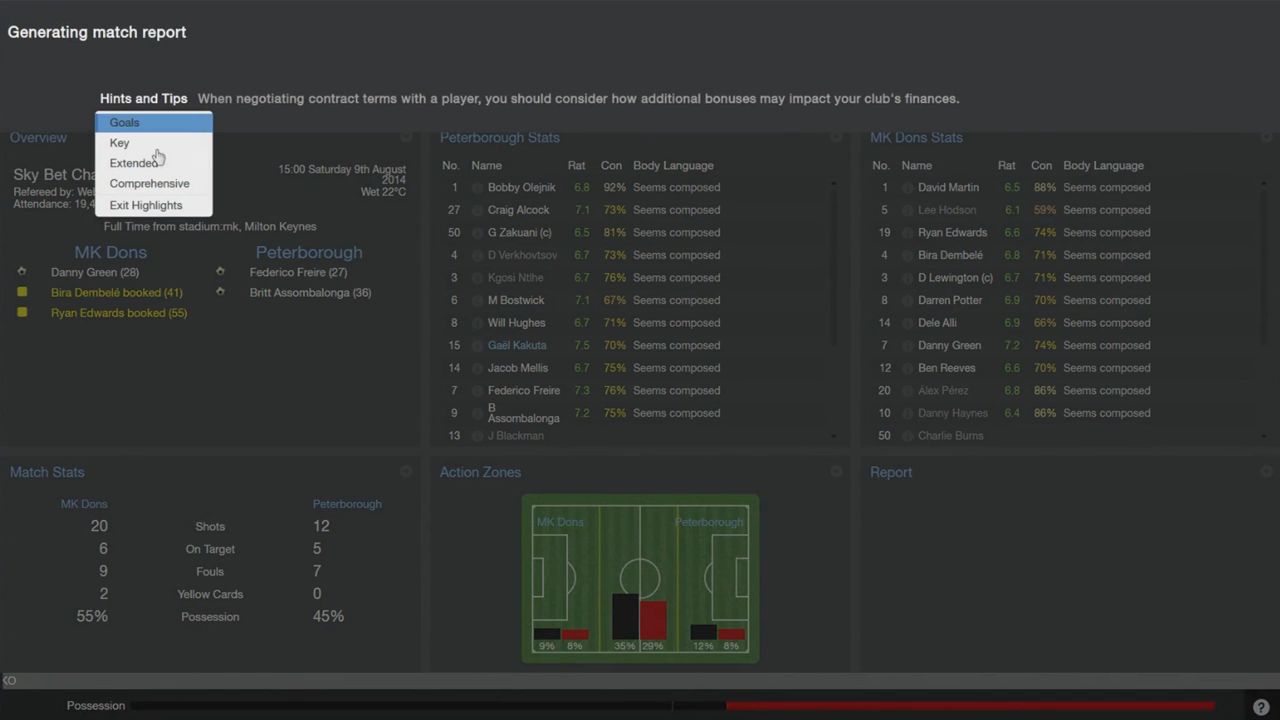 Generating match report
Hints and Tips When negotiating contract terms with a player, you should consider how additional bonuses may impact your club's finances.
Goals
Key
Extended
Comprehensive
Exit Highlights
Overview
Sky Bet Cha
15:00 Saturday 9th August
2014
Refereed by: Web
Wet 22°C
Attendance: 19,4
Full Time from stadium:mk, Milton Keynes
MK Dons Peterborough
Danny Green (28) Federico Freire (27)
Bira Dembelé booked (41) Britt Assombalonga (36)
Ryan Edwards booked (55)
Peterborough Stats
No. Name Rat Con Body Language
1 Bobby Olejnik 6.8 92% Seems composed
27 Craig Alcock 7.1 73% Seems composed
50 G Zakuani (c) 6.5 81% Seems composed
4 D Verkhovtsov 6.7 73% Seems composed
3 Kgosi Ntlhe 6.7 76% Seems composed
6 M Bostwick 7.1 67% Seems composed
8 Will Hughes 6.7 71% Seems composed
15 Gaël Kakuta 7.5 70% Seems composed
14 Jacob Mellis 6.7 75% Seems composed
7 Federico Freire 7.3 76% Seems composed
9 B Assombalonga 7.2 75% Seems composed
13 J Blackman
MK Dons Stats
No. Name Rat Con Body Language
1 David Martin 6.5 88% Seems composed
5 Lee Hodson 6.1 59% Seems composed
19 Ryan Edwards 6.6 74% Seems composed
4 Bira Dembelé 6.8 71% Seems composed
3 D Lewington (c) 6.7 71% Seems composed
8 Darren Potter 6.9 70% Seems composed
14 Dele Alli 6.9 66% Seems composed
7 Danny Green 7.2 74% Seems composed
12 Ben Reeves 6.6 70% Seems composed
20 Álex Pérez 6.8 86% Seems composed
10 Danny Haynes 6.4 86% Seems composed
50 Charlie Burns
Match Stats
MK Dons Peterborough
20 Shots 12
6 On Target 5
9 Fouls 7
2 Yellow Cards 0
55% Possession 45%
Action Zones
MK Dons Peterborough
9% 8% 35% 29% 12% 8%
Report
KO
Possession
?